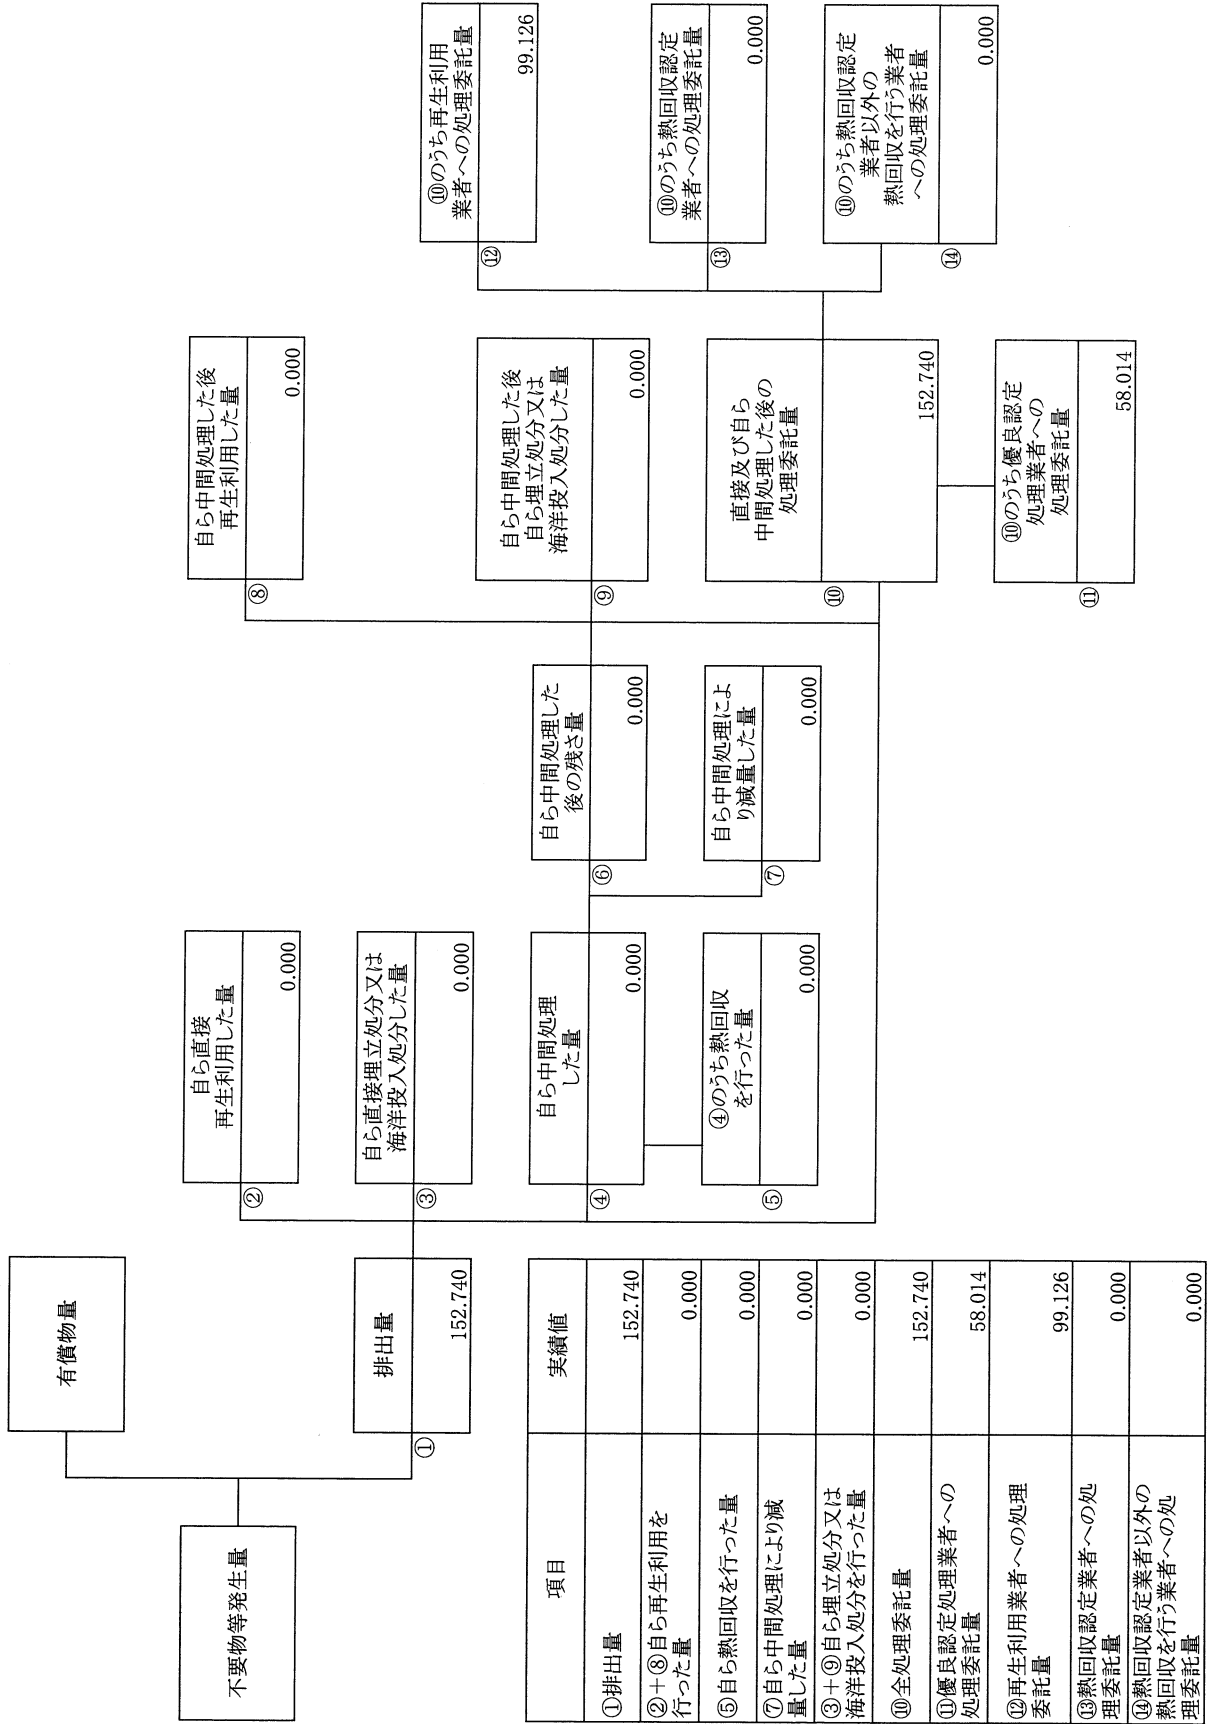 不要物等発生量
有償物量
①
排出量
152.740
②
自ら直接
再生利用した量
0.000
③
自ら直接埋立処分又は
海洋投入処分した量
0.000
④
自ら中間処理
した量
0.000
⑤
④のうち熱回収
を行った量
0.000
⑥
自ら中間処理した
後の残さ量
0.000
⑦
自ら中間処理によ
り減量した量
0.000
⑧
自ら中間処理した後
再生利用した量
0.000
⑨
自ら中間処理した後
自ら埋立処分又は
海洋投入処分した量
0.000
⑩
直接及び自ら
中間処理した後の
処理委託量
152.740
⑪
⑩のうち優良認定
処理業者への
処理委託量
58.014
⑫
⑩のうち再生利用
業者への処理委託量
99.126
⑬
⑩のうち熱回収認定
業者への処理委託量
0.000
⑭
⑩のうち熱回収認定
業者以外の
熱回収を行う業者
への処理委託量
0.000
項目
実績値
①排出量
152.740
②+⑧自ら再生利用を
行った量
0.000
⑤自ら熱回収を行った量
0.000
⑦自ら中間処理により減
量した量
0.000
③+⑨自ら埋立処分又は
海洋投入処分を行った量
0.000
⑩全処理委託量
152.740
⑪優良認定処理業者への
処理委託量
58.014
⑫再生利用業者への処理
委託量
99.126
⑬熱回収認定業者への処
理委託量
0.000
⑭熱回収認定業者以外の
熱回収を行う業者への処
理委託量
0.000